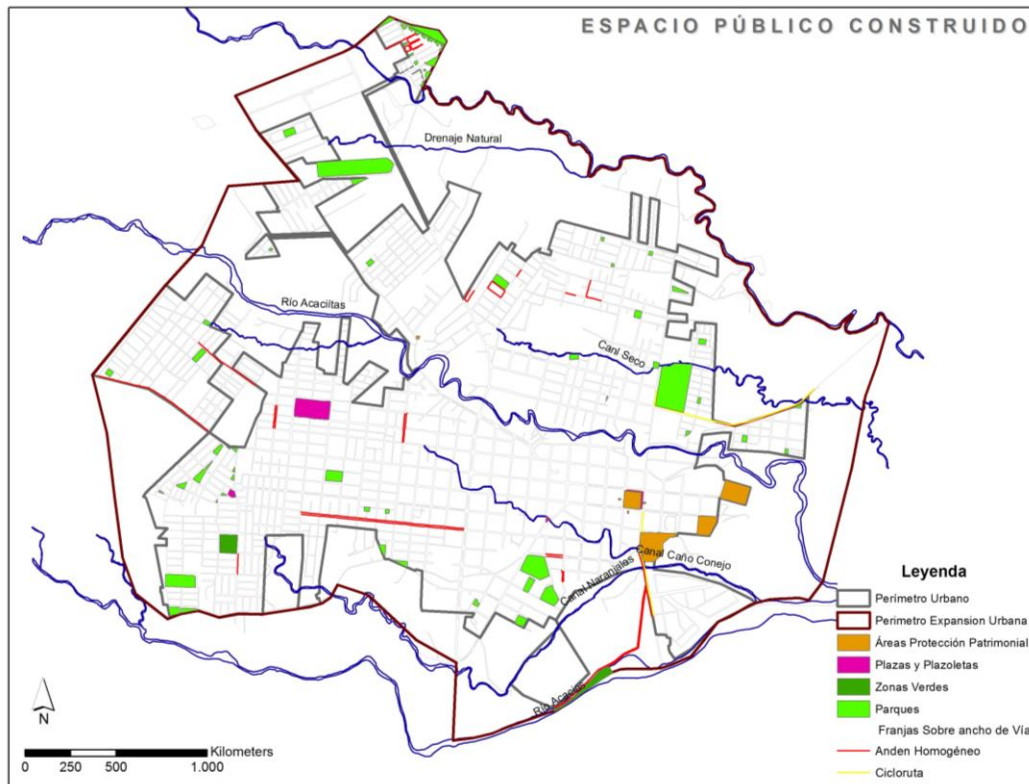 ESPACIO PÚBLICO CONSTRUIDO
Drenaje Natural
Río Acaciitas
Canl Seco
Canal Caño Conejo
Canal Naranjales
Río Acacias
Leyenda
Perímetro Urbano
Perimetro Expansion Urbana
Áreas Protección Patrimonial
Plazas y Plazoletas
Zonas Verdes
Parques
Franjas Sobre ancho de Vía
Anden Homogéneo
Cicloruta
N
Kilometers
0 250 500 1.000